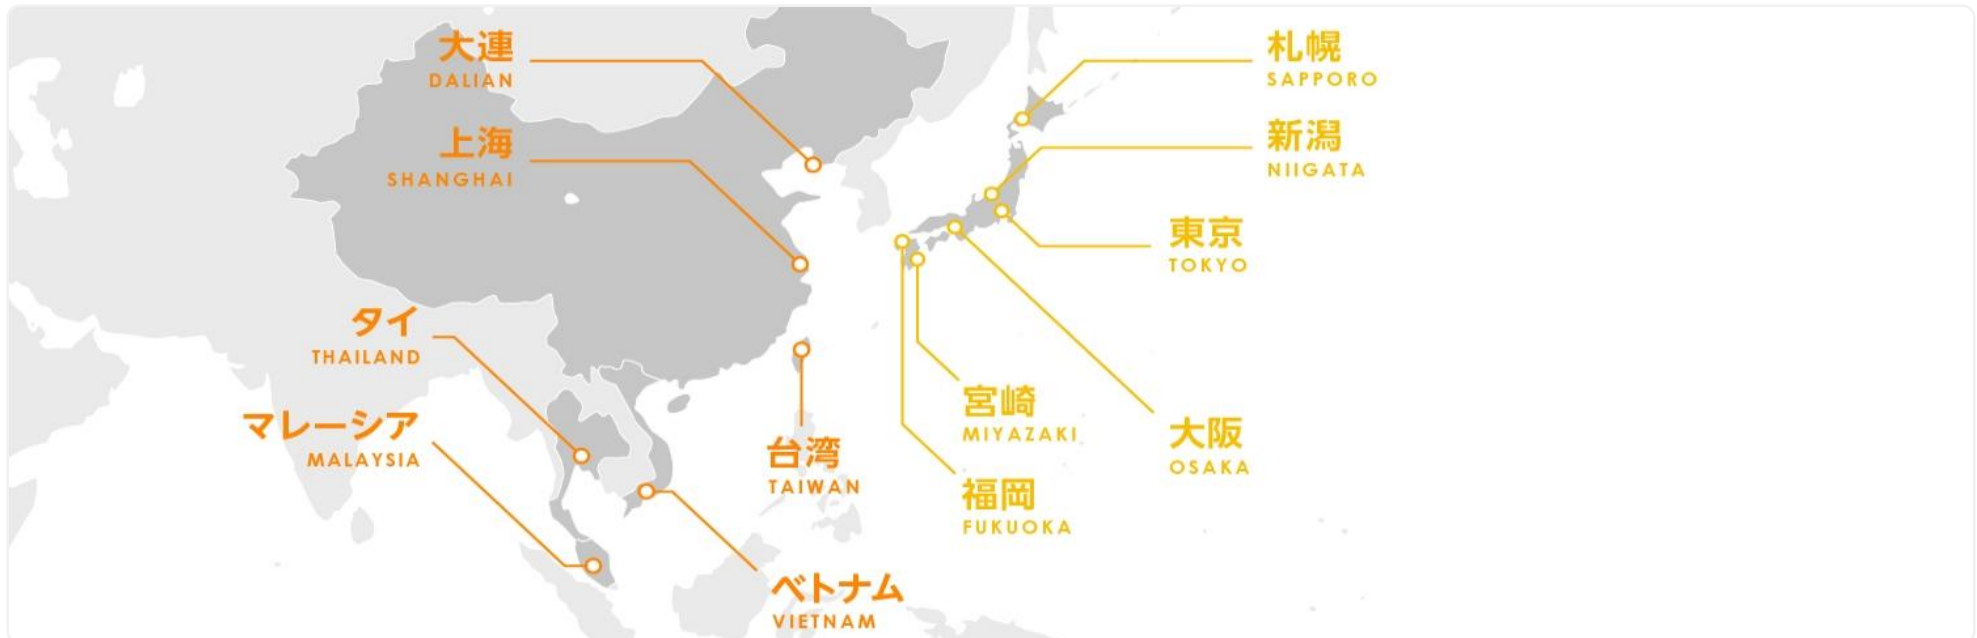 大連
DALIAN
上海
SHANGHAI
タイ
THAILAND
マレーシア
MALAYSIA
台湾
TAIWAN
ベトナム
VIETNAM
札幌
SAPPORO
新潟
NIIGATA
東京
TOKYO
宮崎
MIYAZAKI
大阪
OSAKA
福岡
FUKUOKA